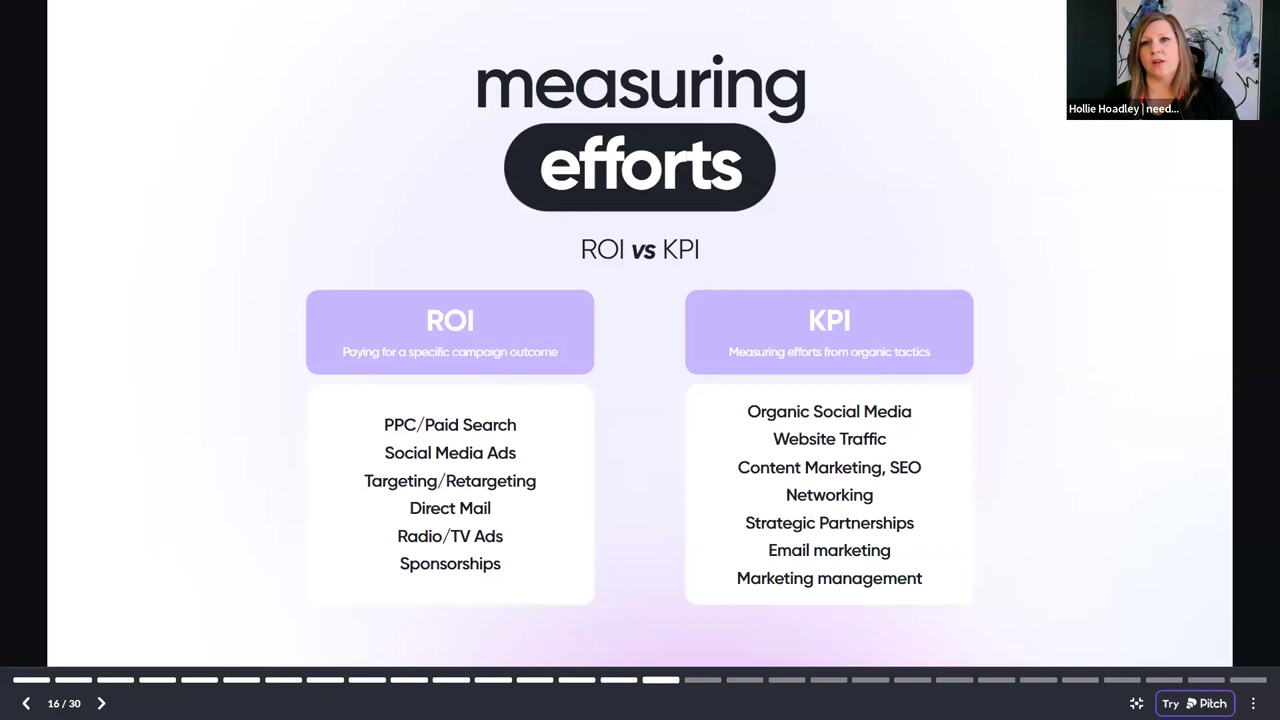 measuring
efforts
ROI vs KPI
ROI
Paying for a specific campaign outcome
PPC/Paid Search
Social Media Ads
Targeting/Retargeting
Direct Mail
Radio/TV Ads
Sponsorships
KPI
Measuring efforts from organic tactics
Organic Social Media
Website Traffic
Content Marketing, SEO
Networking
Strategic Partnerships
Email marketing
Marketing management
Hollie Hoadley | need...
16 / 30
Try Pitch